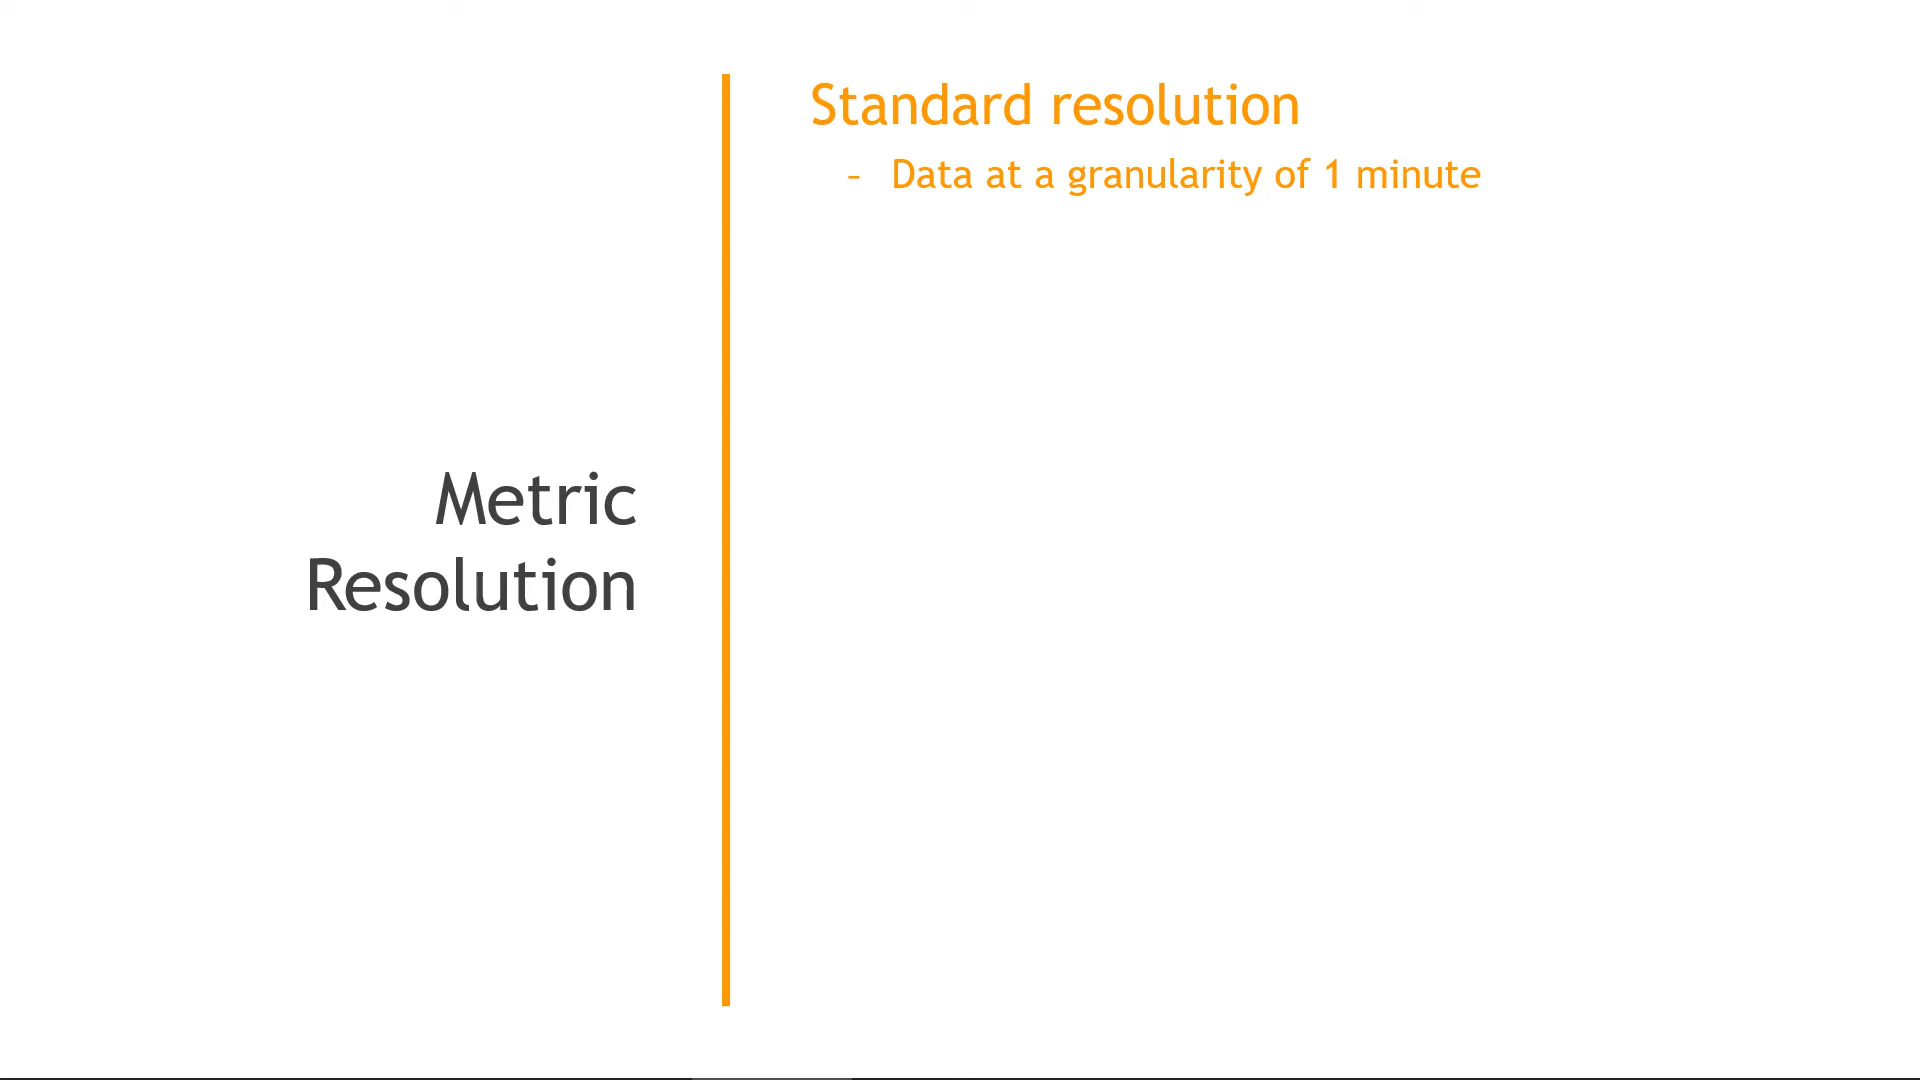 Metric
Resolution
Standard resolution
– Data at a granularity of 1 minute